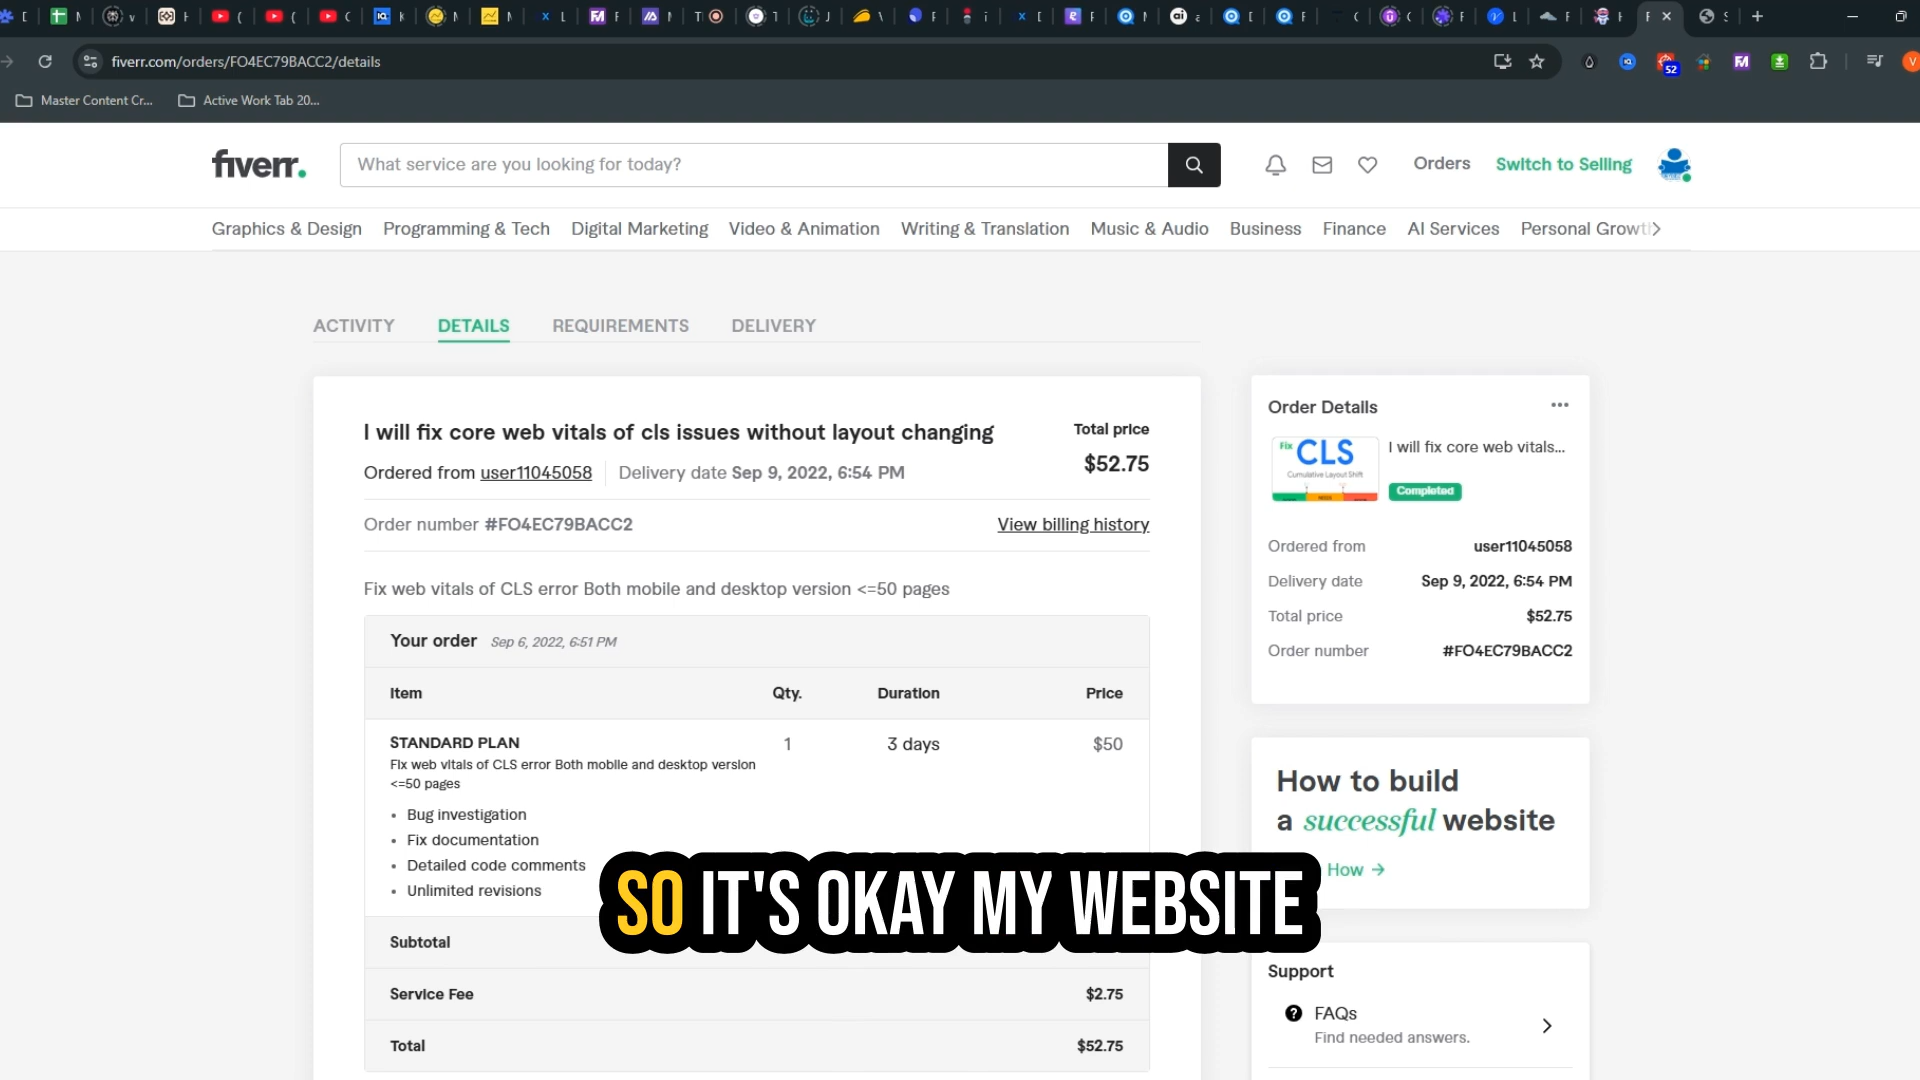 fiverr.com/orders/FO4EC79BACC2/details
52
V
Master Content Cr...
Active Work Tab 20...
fiverr.
What service are you looking for today?
Orders
Switch to Selling
Graphics & Design
Programming & Tech
Digital Marketing
Video & Animation
Writing & Translation
Music & Audio
Business
Finance
AI Services
Personal Growt
ACTIVITY
DETAILS
REQUIREMENTS
DELIVERY
I will fix core web vitals of cls issues without layout changing
Total price
$52.75
Ordered from user11045058
Delivery date Sep 9, 2022, 6:54 PM
Order number #FO4EC79BACC2
View billing history
Fix web vitals of CLS error Both mobile and desktop version <=50 pages
Your order Sep 6, 2022, 6:51 PM
Item Qty. Duration Price
STANDARD PLAN 1 3 days $50
Fix web vitals of CLS error Both mobile and desktop version
<=50 pages
• Bug investigation
• Fix documentation
• Detailed code comments
• Unlimited revisions
Subtotal
Service Fee $2.75
Total $52.75
SO IT'S OKAY MY WEBSITE
Order Details
Fix CLS
Cumulative Layout Shift
I will fix core web vitals...
Completed
Ordered from user11045058
Delivery date Sep 9, 2022, 6:54 PM
Total price $52.75
Order number #FO4EC79BACC2
How to build
a successful website
How →
Support
FAQs
Find needed answers.